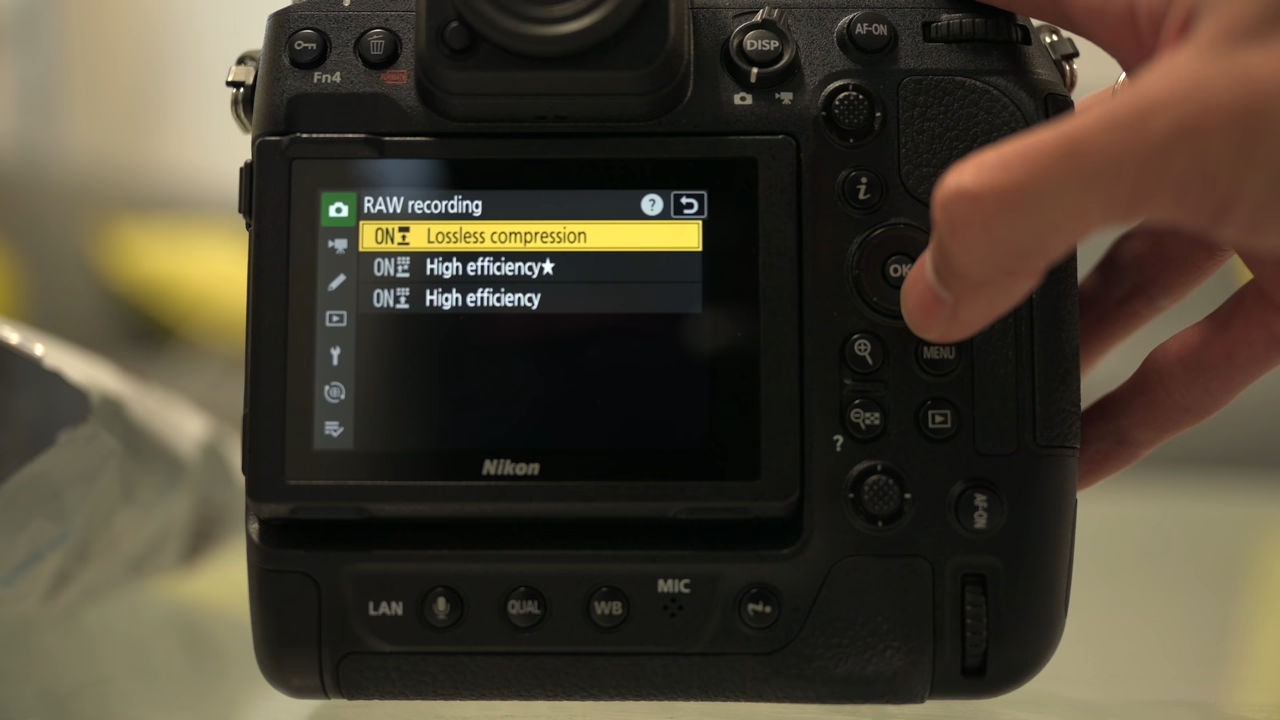 DISP
AF-ON
Fn4
FORMAT
i
RAW recording ?
ON Lossless compression
ON High efficiency★
ON High efficiency
OK
MENU
?
Nikon
AF-ON
MIC
LAN
QUAL
WB